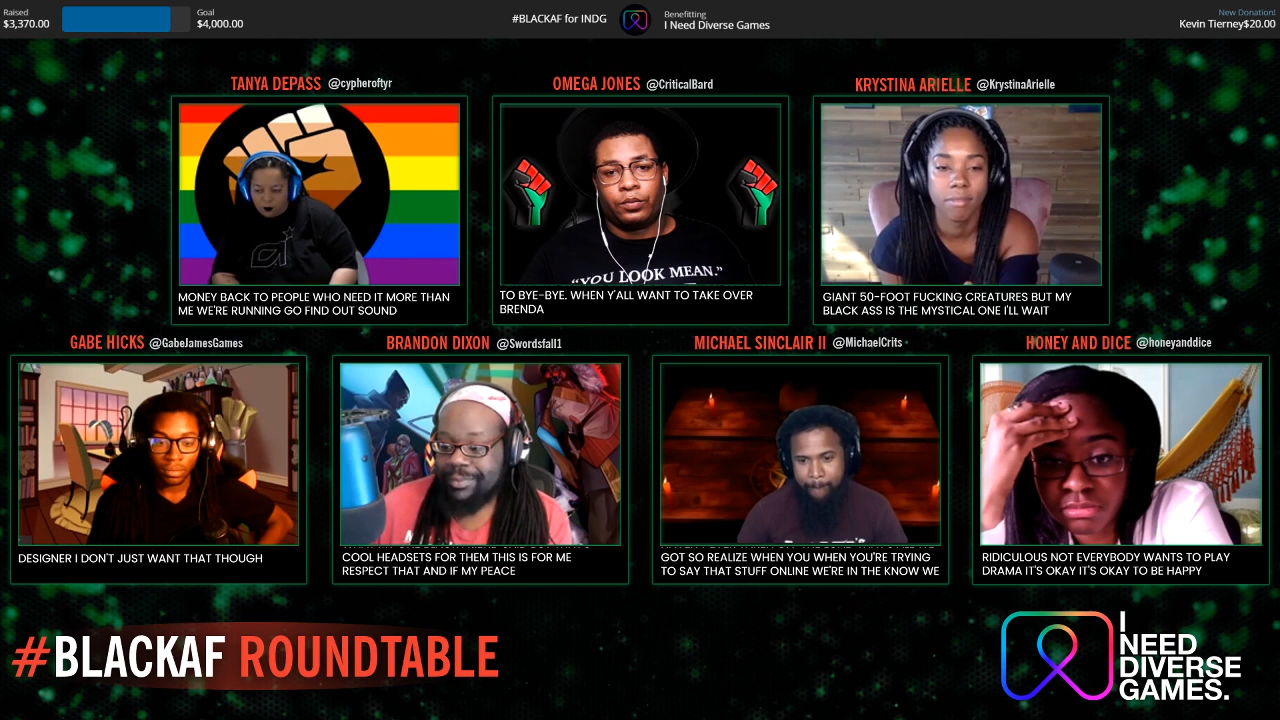 Raised
$3,370.00
Goal
$4,000.00
#BLACKAF for INDG
Benefitting
I Need Diverse Games
New Donation!
Kevin Tierney$20.00
TANYA DEPASS @cypheroftyr
OMEGA JONES @CriticalBard
KRYSTINA ARIELLE @KrystinaArielle
"YOU LOOK MEAN."
MONEY BACK TO PEOPLE WHO NEED IT MORE THAN
ME WE'RE RUNNING GO FIND OUT SOUND
TO BYE-BYE. WHEN Y'ALL WANT TO TAKE OVER
BRENDA
GIANT 50-FOOT FUCKING CREATURES BUT MY
BLACK ASS IS THE MYSTICAL ONE I'LL WAIT
GABE HICKS @GabeJamesGames
BRANDON DIXON @Swordsfall1
MICHAEL SINCLAIR II @MichaelCrits
HONEY AND DICE @honeyanddice
DESIGNER I DON'T JUST WANT THAT THOUGH
COOL HEADSETS FOR THEM THIS IS FOR ME
RESPECT THAT AND IF MY PEACE
GOT SO REALIZE WHEN YOU WHEN YOU'RE TRYING
TO SAY THAT STUFF ONLINE WE'RE IN THE KNOW WE
RIDICULOUS NOT EVERYBODY WANTS TO PLAY
DRAMA IT'S OKAY IT'S OKAY TO BE HAPPY
#BLACKAF ROUNDTABLE
I
NEED
DIVERSE
GAMES.